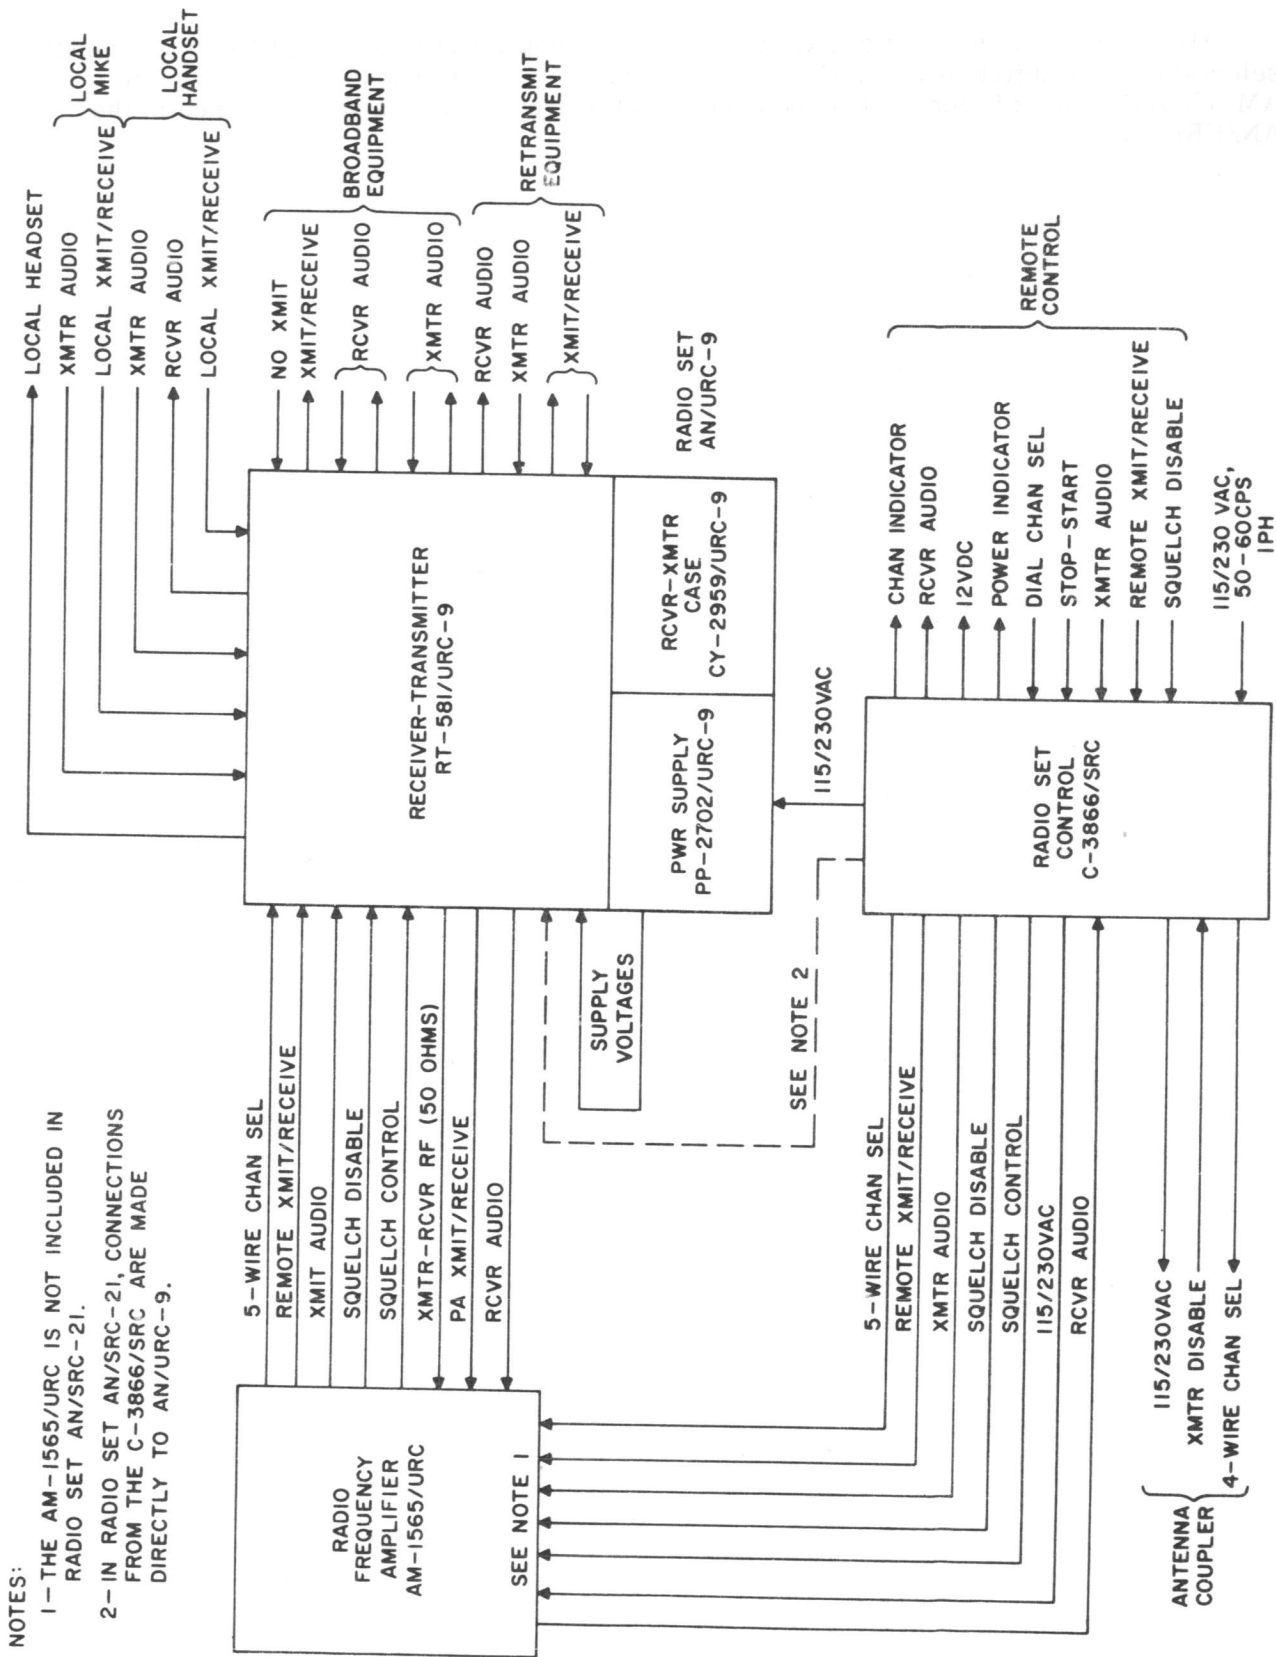 NOTES:
1-THE AM-1565/URC IS NOT INCLUDED IN
RADIO SET AN/SRC-21.
2-IN RADIO SET AN/SRC-21, CONNECTIONS
FROM THE C-3866/SRC ARE MADE
DIRECTLY TO AN/URC-9.
RADIO
FREQUENCY
AMPLIFIER
AM-1565/URC
SEE NOTE 1
5-WIRE CHAN SEL
REMOTE XMIT/RECEIVE
XMIT AUDIO
SQUELCH DISABLE
SQUELCH CONTROL
XMTR-RCVR RF (50 OHMS)
PA XMIT/RECEIVE
RCVR AUDIO
SUPPLY
VOLTAGES
SEE NOTE 2
RECEIVER-TRANSMITTER
RT-581/URC-9
PWR SUPPLY
PP-2702/URC-9
RCVR-XMTR
CASE
CY-2959/URC-9
RADIO SET
AN/URC-9
LOCAL HEADSET
XMTR AUDIO
LOCAL XMIT/RECEIVE
LOCAL
MIKE
XMTR AUDIO
RCVR AUDIO
LOCAL XMIT/RECEIVE
LOCAL
HANDSET
NO XMIT
XMIT/RECEIVE
RCVR AUDIO
XMTR AUDIO
BROADBAND
EQUIPMENT
RCVR AUDIO
XMTR AUDIO
XMIT/RECEIVE
RETRANSMIT
EQUIPMENT
115/230VAC
5-WIRE CHAN SEL
REMOTE XMIT/RECEIVE
XMTR AUDIO
SQUELCH DISABLE
SQUELCH CONTROL
115/230VAC
RCVR AUDIO
RADIO SET
CONTROL
C-3866/SRC
CHAN INDICATOR
RCVR AUDIO
12VDC
POWER INDICATOR
DIAL CHAN SEL
STOP-START
XMTR AUDIO
REMOTE XMIT/RECEIVE
SQUELCH DISABLE
REMOTE
CONTROL
115/230 VAC,
50-60CPS,
1PH
115/230VAC
XMTR DISABLE
4-WIRE CHAN SEL
ANTENNA
COUPLER